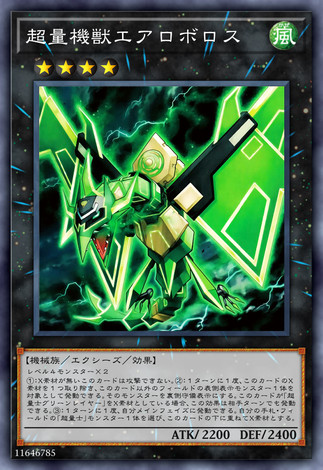 超量機獣エアロボロス
風
【機械族／エクシーズ／効果】
レベル４モンスター×２
①：X素材が無いこのカードは攻撃できない。②：１ターンに１度、このカードのX
素材を１つ取り除き、このカード以外のフィールドの表側表示モンスター１体を
対象として発動できる。そのモンスターを裏側守備表示にする。このカードが「超
量士グリーンレイヤー」をX素材としている場合、この効果は相手ターンでも発動
できる。③：１ターンに１度、自分メインフェイズに発動できる。自分の手札・フィ
ールドの「超量士」モンスター１体を選び、このカードの下に重ねてX素材とする。
ATK/ 2200 DEF/ 2400
11646785